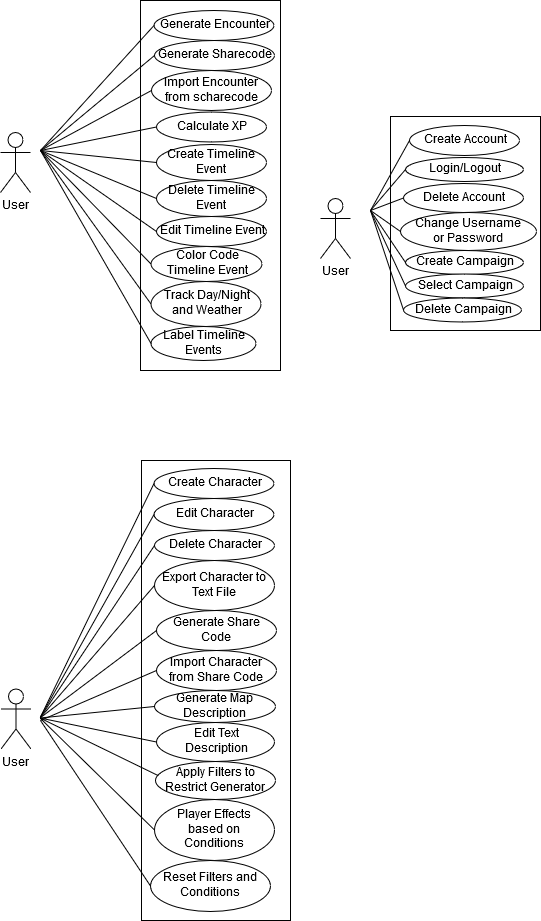 Generate Encounter
Generate Sharecode
Import Encounter
from scharecode
Calculate XP
Create Timeline
Event
Delete Timeline
Event
Edit Timeline Event
Color Code
Timeline Event
Track Day/Night
and Weather
Label Timeline
Events
User
Create Account
Login/Logout
Delete Account
Change Username
or Password
Create Campaign
Select Campaign
Delete Campaign
User
Create Character
Edit Character
Delete Character
Export Character to
Text File
Generate Share
Code
Import Character
from Share Code
Generate Map
Description
Edit Text
Description
Apply Filters to
Restrict Generator
Player Effects
based on
Conditions
Reset Filters and
Conditions
User